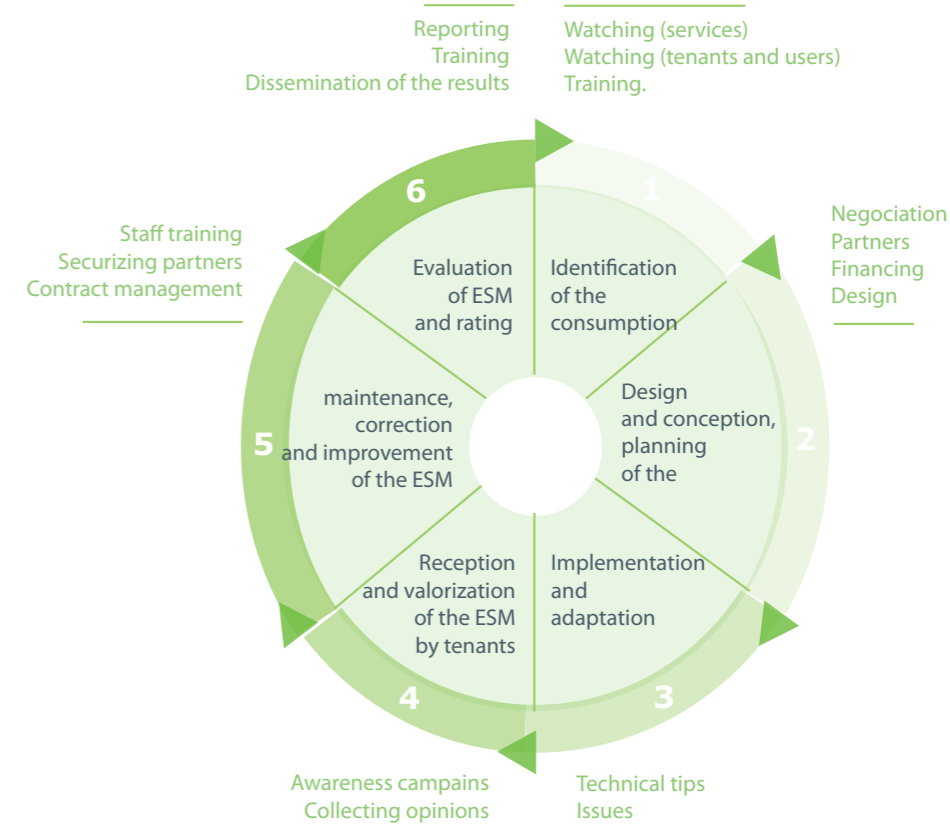 Reporting
Training
Dissemination of the results
Watching (services)
Watching (tenants and users)
Training.
1
Identification
of the
consumption
Negociation
Partners
Financing
Design
2
Design
and conception,
planning
of the
3
Implementation
and
adaptation
Technical tips
Issues
4
Reception
and valorization
of the ESM
by tenants
Awareness campains
Collecting opinions
5
maintenance,
correction
and improvement
of the ESM
Staff training
Securizing partners
Contract management
6
Evaluation
of ESM
and rating